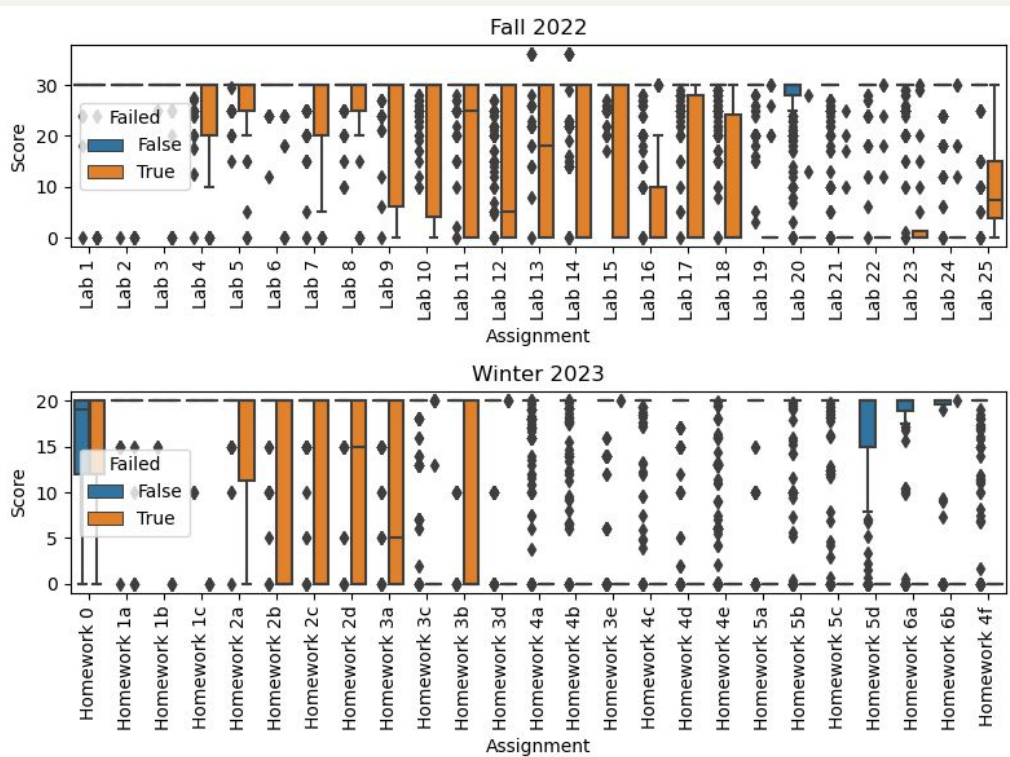 Fall 2022
Score
30
20
10
0
Failed
False
True
Lab 1
Lab 2
Lab 3
Lab 4
Lab 5
Lab 6
Lab 7
Lab 8
Lab 9
Lab 10
Lab 11
Lab 12
Lab 13
Lab 14
Lab 15
Lab 16
Lab 17
Lab 18
Lab 19
Lab 20
Lab 21
Lab 22
Lab 23
Lab 24
Lab 25
Assignment
Winter 2023
Score
20
15
10
5
0
Failed
False
True
Homework 0
Homework 1a
Homework 1b
Homework 1c
Homework 2a
Homework 2b
Homework 2c
Homework 2d
Homework 3a
Homework 3c
Homework 3b
Homework 3d
Homework 4a
Homework 4b
Homework 3e
Homework 4c
Homework 4d
Homework 4e
Homework 5a
Homework 5b
Homework 5c
Homework 5d
Homework 6a
Homework 6b
Homework 4f
Assignment